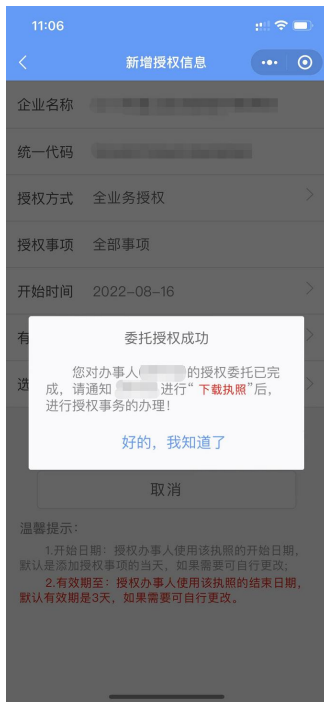 11:06
新增授权信息
企业名称
统一代码
授权方式 全业务授权
授权事项 全部事项
开始时间 2022-08-16
有
委托授权成功
您对办事人(
的授权委托已完
选
成，请通知
进行“下载执照”后，
进行授权事务的办理！
好的，我知道了
取消
温馨提示：
1.开始日期：授权办事人使用该执照的开始日期，
默认是添加授权事项的当天，如果需要可自行更改；
2.有效期至：授权办事人使用该执照的结束日期，
默认有效期是3天，如果需要可自行更改。